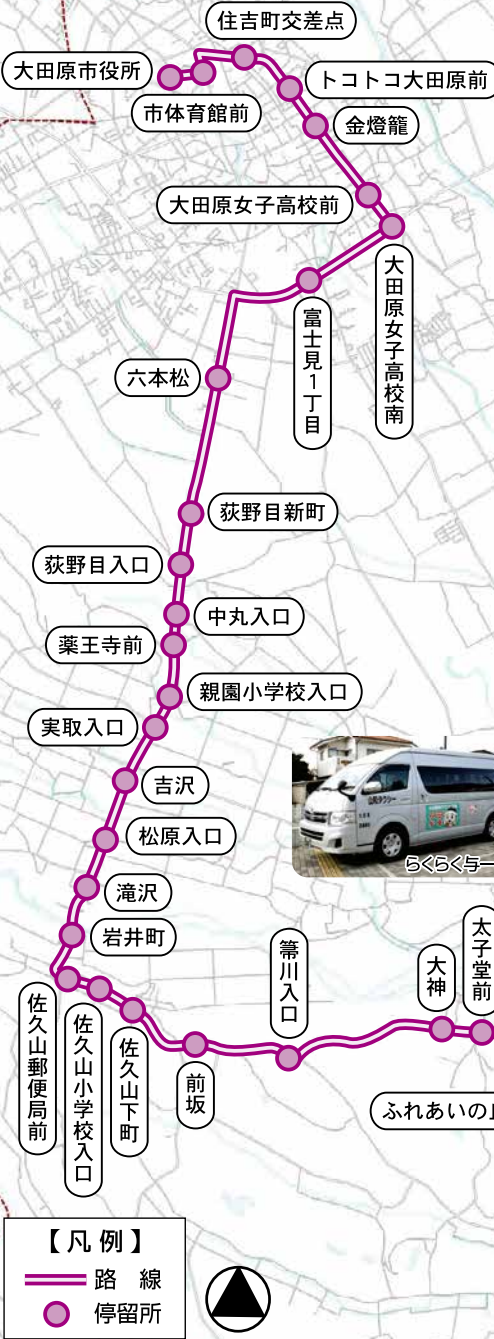 住吉町交差点
大田原市役所
トコトコ大田原前
市体育館前
金燈籠
大田原女子高校前
大田原女子高校南
富士見1丁目
六本松
荻野目新町
荻野目入口
中丸入口
薬王寺前
親園小学校入口
実取入口
吉沢
松原入口
滝沢
岩井町
公和タクシー
らくらく与一
佐久山郵便局前
佐久山小学校入口
佐久山下町
前坂
箒川入口
大神
太子堂前
ふれあいの
【凡例】
路線
停留所